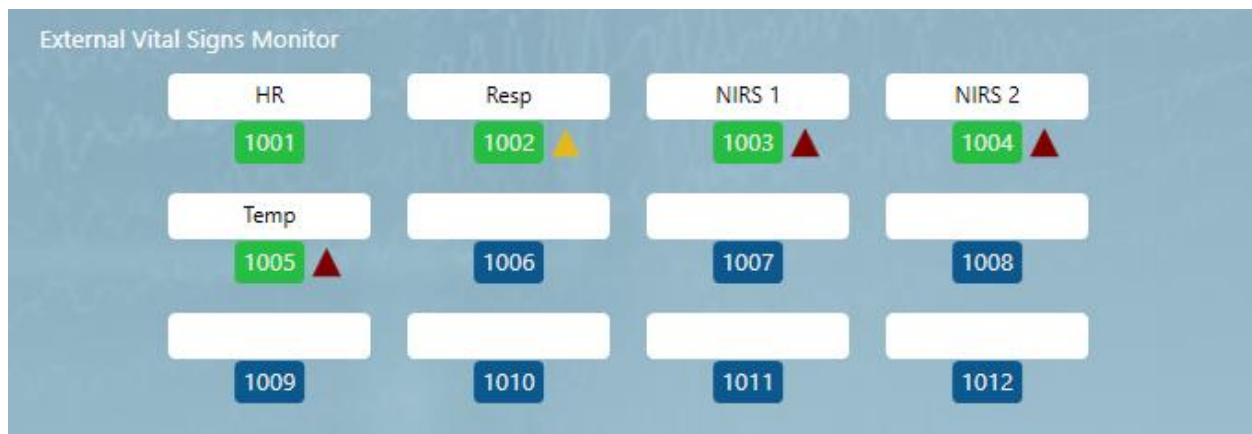 External Vital Signs Monitor
HR Resp NIRS 1 NIRS 2
1001 1002 1003 1004
Temp
1005 1006 1007 1008
1009 1010 1011 1012